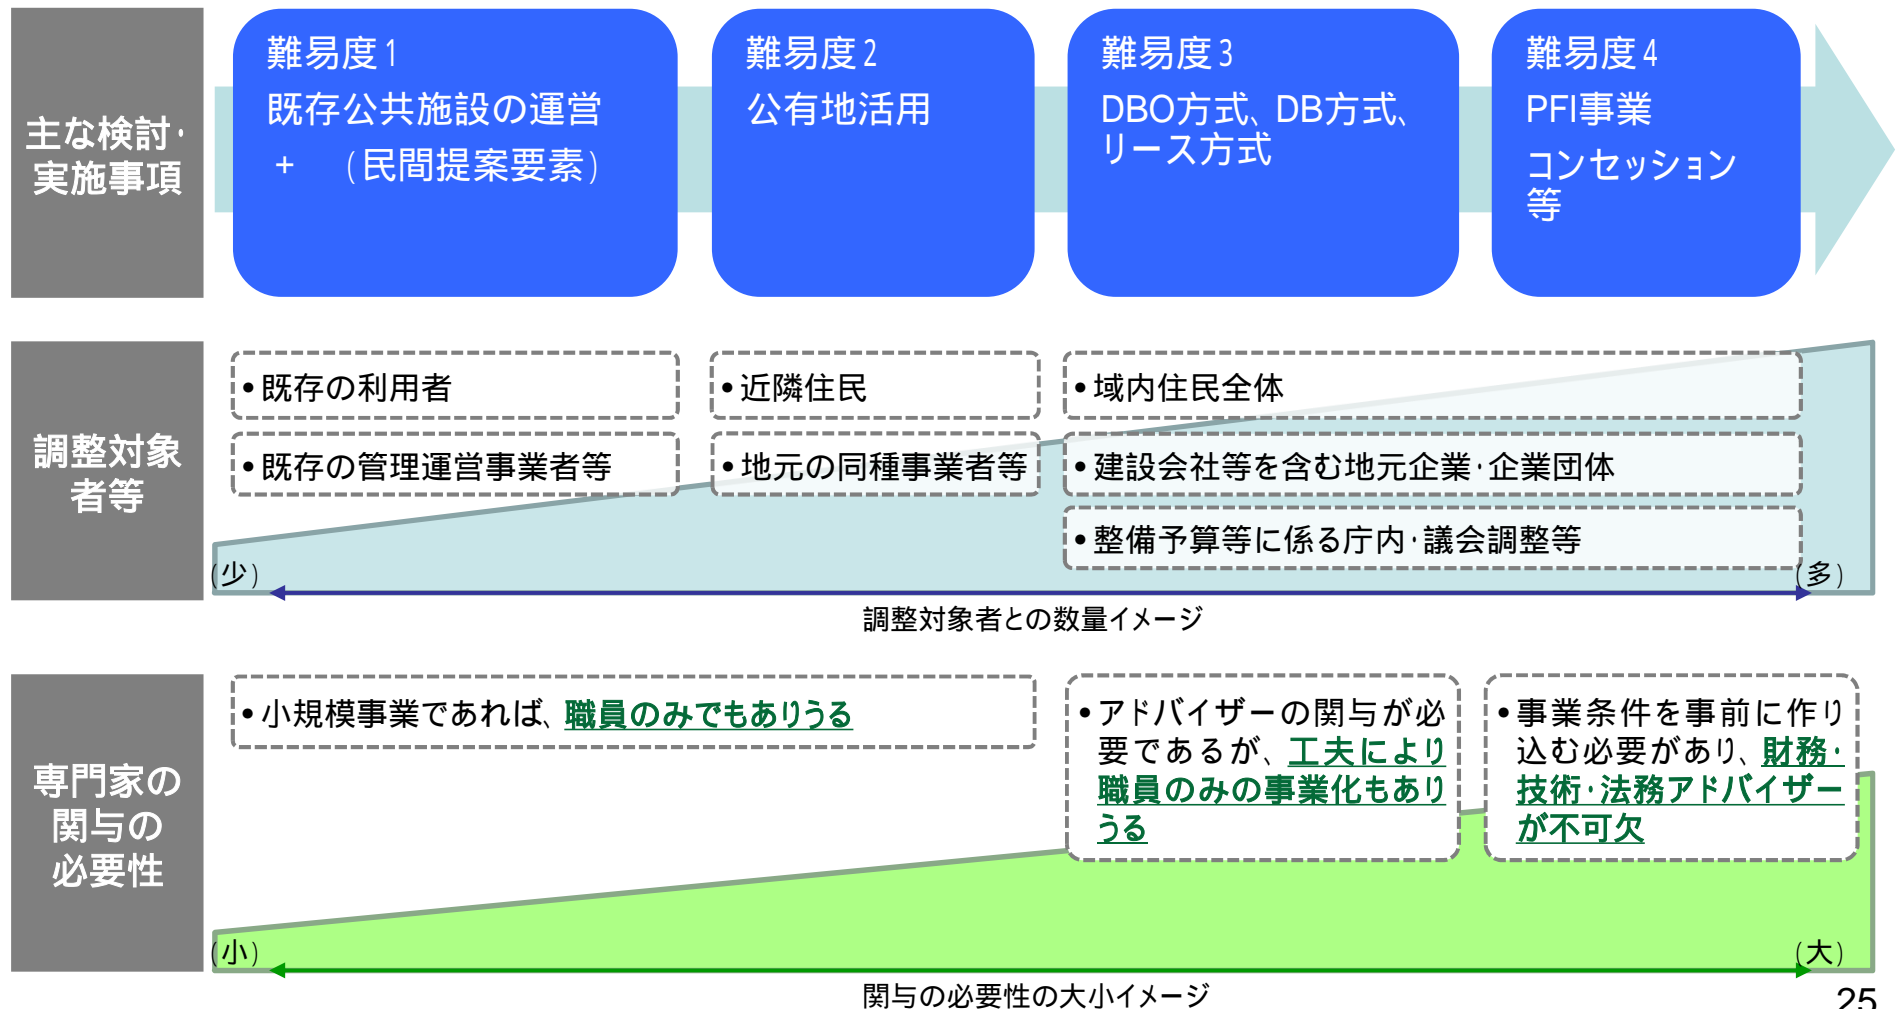 主な検討・
実施事項
難易度1
既存公共施設の運営
+ (民間提案要素)
難易度2
公有地活用
難易度3
DBO方式、DB方式、
リース方式
難易度4
PFI事業
コンセッション
等
調整対象
者等
•既存の利用者
•既存の管理運営事業者等
•近隣住民
•地元の同種事業者等
•域内住民全体
•建設会社等を含む地元企業・企業団体
•整備予算等に係る庁内・議会調整等
(少)
(多)
調整対象者との数量イメージ
専門家の
関与の
必要性
•小規模事業であれば、職員のみでもありうる
•アドバイザーの関与が必
要であるが、工夫により
職員のみの事業化もあり
うる
•事業条件を事前に作り
込む必要があり、財務・
技術・法務アドバイザー
が不可欠
(小)
(大)
関与の必要性の大小イメージ
25